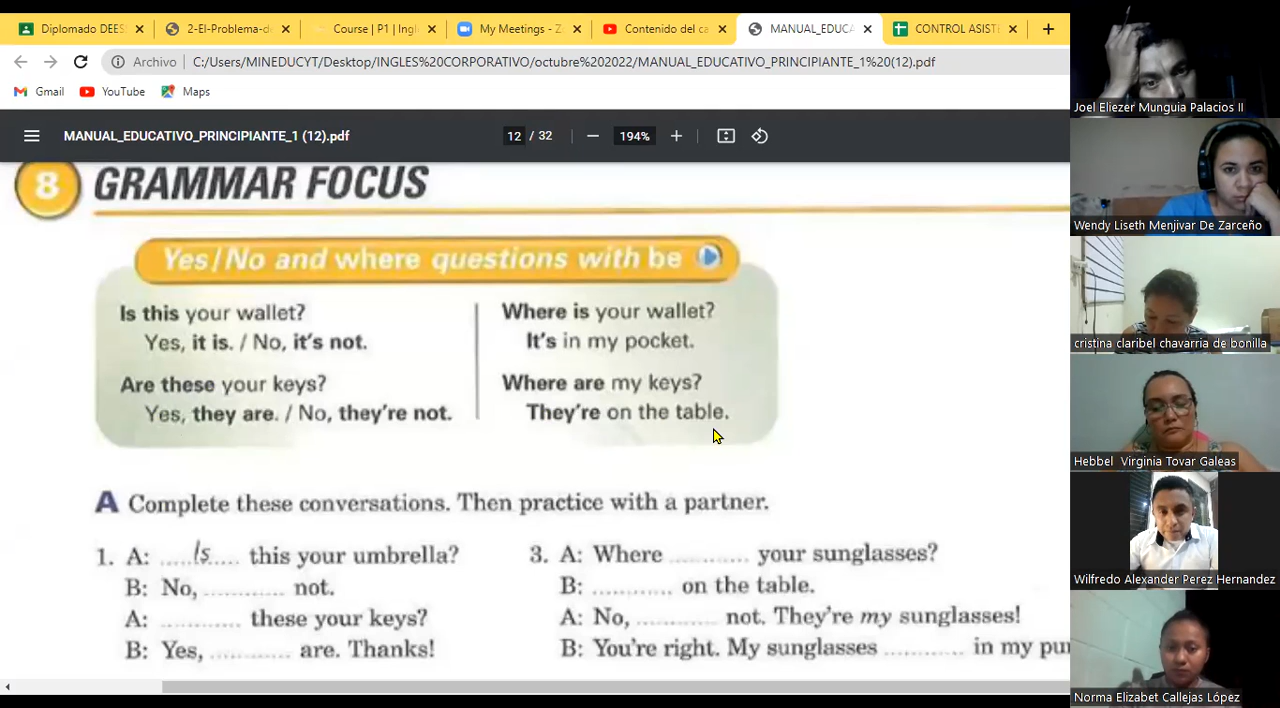 Diplomado DEES
2-El-Problema-d
Course | P1 | Ingl
My Meetings - Z
Contenido del ca
MANUAL_EDUCA
CONTROL ASISTE
Archivo | C:/Users/MINEDUCYT/Desktop/INGLES%20CORPORATIVO/octubre%202022/MANUAL_EDUCATIVO_PRINCIPIANTE_1%20(12).pdf
Gmail YouTube Maps
MANUAL_EDUCATIVO_PRINCIPIANTE_1 (12).pdf 12 / 32 194%
8 GRAMMAR FOCUS
Yes/No and where questions with be
Is this your wallet?
Yes, it is. / No, it's not.
Are these your keys?
Yes, they are. / No, they're not.
Where is your wallet?
It's in my pocket.
Where are my keys?
They're on the table.
A Complete these conversations. Then practice with a partner.
1. A: .....Is..... this your umbrella?
B: No, ............ not.
A: ............ these your keys?
B: Yes, ............ are. Thanks!
3. A: Where ............ your sunglasses?
B: ............ on the table.
A: No, ............ not. They're my sunglasses!
B: You're right. My sunglasses ............ in my pu
Joel Eliezer Munguia Palacios II
Wendy Liseth Menjivar De Zarceño
cristina claribel chavarria de bonilla
Hebbel Virginia Tovar Galeas
Wilfredo Alexander Perez Hernandez
Norma Elizabet Callejas López